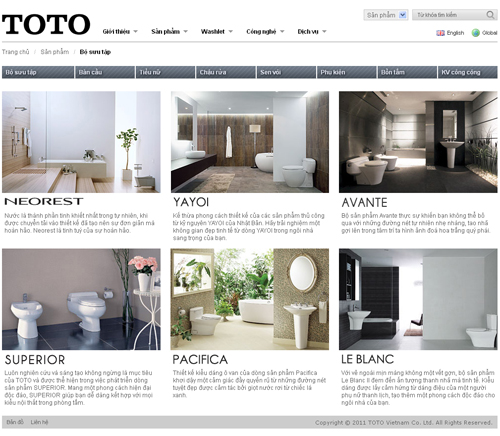 TOTO
Sản phẩm
Từ khóa tìm kiếm
Giới thiệu
Sản phẩm
Washlet
Công nghệ
Dịch vụ
English
Global
Trang chủ | Sản phẩm | Bộ sưu tập
Bộ sưu tập
Bàn cầu
Tiểu nữ
Chậu rửa
Sen vòi
Phụ kiện
Bồn tắm
KV công cộng
NEOREST
Nước là thành phần tinh khiết nhất trong tự nhiên, khi
được chuyển tải vào thiết kế đã tạo nên sự đơn giản mà
hoàn hảo. Neorest là tinh tuý của sự hoàn hảo.
YAYOI
Kế thừa phong cách thiết kế của các sản phẩm thủ công
từ kỷ nguyên YAYOI của Nhật Bản. Hãy trải nghiệm một
không gian đẹp tinh tế từ dòng YAYOI trong ngôi nhà
sang trọng của bạn.
AVANTE
Bộ sản phẩm Avante thực sự khiến bạn không thể bỏ
qua với những đường nét tự nhiên nhẹ nhàng, tạo nhã
gợi lên trong tâm trí ta hình ảnh đoá hoa trắng quý phái.
SUPERIOR
Luôn nghiên cứu và sáng tạo không ngừng là mục tiêu
của TOTO và được thể hiện trong việc phát triển dòng
sản phẩm SUPERIOR. Mang một phong cách hiện đại
độc đáo, SUPERIOR giúp bạn dễ dàng kết hợp với mọi
kiểu nội thất trong phòng tắm.
PACIFICA
Thiết kế kiểu dáng ô van của dòng sản phẩm Pacifica
khơi dậy một cảm giác đầy quyến rũ từ những đường nét
tuyệt đẹp được cảm tác bởi giọt nước rơi từ chiếc lá
xanh.
LE BLANC
Với vẻ ngoài mịn màng không một vết gợn, bộ sản phẩm
Le Blanc II đem đến ấn tượng thanh nhã mà tinh tế. Kiểu
dáng được lấy cảm hứng từ dáng điệu uyển chuyển của một người
phụ nữ thanh lịch, tạo thêm một phong cách độc đáo cho
ngôi nhà của bạn.
Bản đồ | Liên hệ
Copyright © 2011 TOTO Vietnam Co. Ltd. All Rights Reserved.